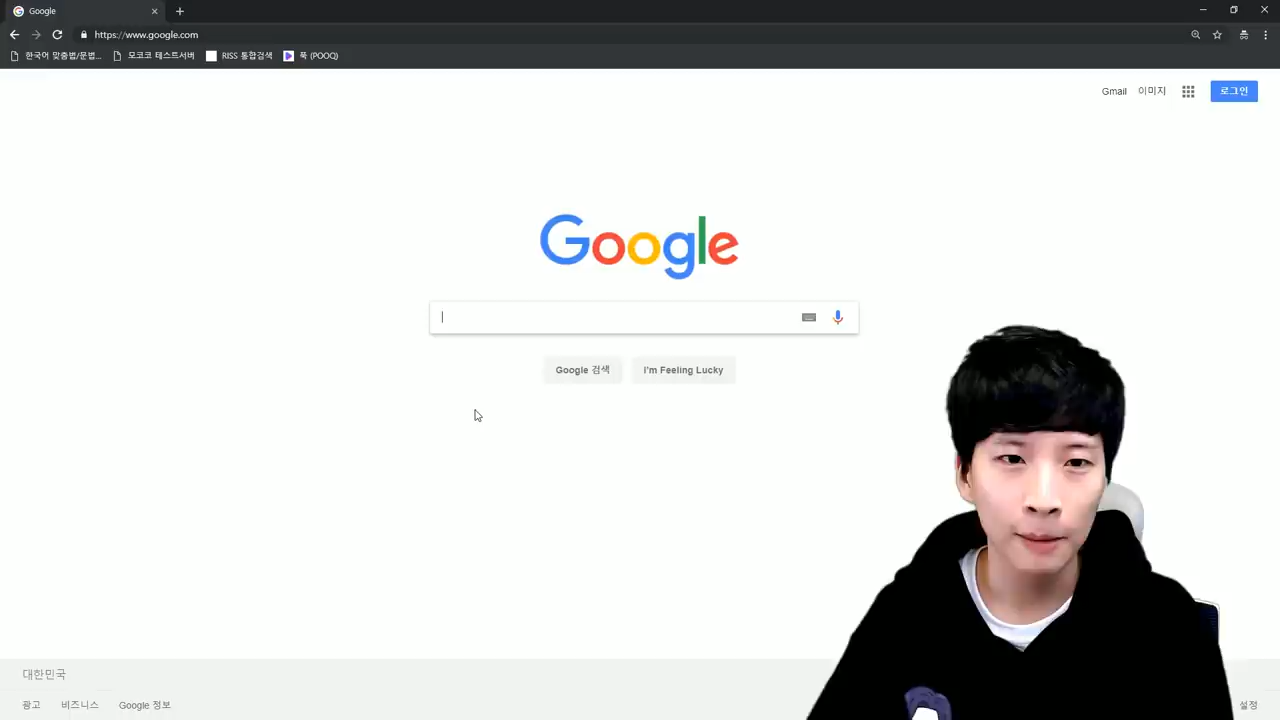 Google
https://www.google.com
한국어 맞춤법/문법...
모코코 테스트서버
RISS 통합검색
푹 (POOQ)
Gmail
이미지
로그인
Google
Google 검색
I'm Feeling Lucky
대한민국
광고
비즈니스
Google 정보
설정